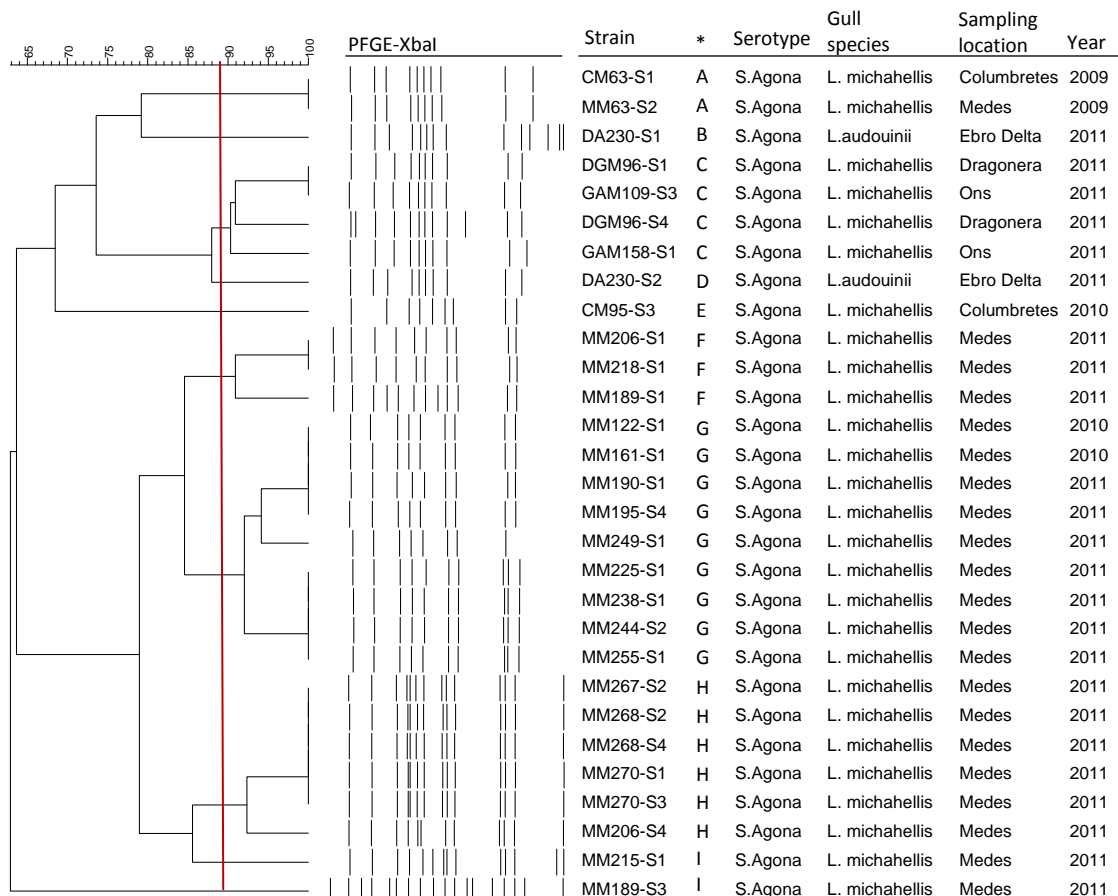 65 70 75 80 85 90 95 100
PFGE-XbaI
Strain * Serotype Gull species Sampling location Year
CM63-S1 A S.Agona L. michahellis Columbretes 2009
MM63-S2 A S.Agona L. michahellis Medes 2009
DA230-S1 B S.Agona L.audouinii Ebro Delta 2011
DGM96-S1 C S.Agona L. michahellis Dragonera 2011
GAM109-S3 C S.Agona L. michahellis Ons 2011
DGM96-S4 C S.Agona L. michahellis Dragonera 2011
GAM158-S1 C S.Agona L. michahellis Ons 2011
DA230-S2 D S.Agona L.audouinii Ebro Delta 2011
CM95-S3 E S.Agona L. michahellis Columbretes 2010
MM206-S1 F S.Agona L. michahellis Medes 2011
MM218-S1 F S.Agona L. michahellis Medes 2011
MM189-S1 F S.Agona L. michahellis Medes 2011
MM122-S1 G S.Agona L. michahellis Medes 2010
MM161-S1 G S.Agona L. michahellis Medes 2010
MM190-S1 G S.Agona L. michahellis Medes 2011
MM195-S4 G S.Agona L. michahellis Medes 2011
MM249-S1 G S.Agona L. michahellis Medes 2011
MM225-S1 G S.Agona L. michahellis Medes 2011
MM238-S1 G S.Agona L. michahellis Medes 2011
MM244-S2 G S.Agona L. michahellis Medes 2011
MM255-S1 G S.Agona L. michahellis Medes 2011
MM267-S2 H S.Agona L. michahellis Medes 2011
MM268-S2 H S.Agona L. michahellis Medes 2011
MM268-S4 H S.Agona L. michahellis Medes 2011
MM270-S1 H S.Agona L. michahellis Medes 2011
MM270-S3 H S.Agona L. michahellis Medes 2011
MM206-S4 H S.Agona L. michahellis Medes 2011
MM215-S1 I S.Agona L. michahellis Medes 2011
MM189-S3 I S.Agona L. michahellis Medes 2011